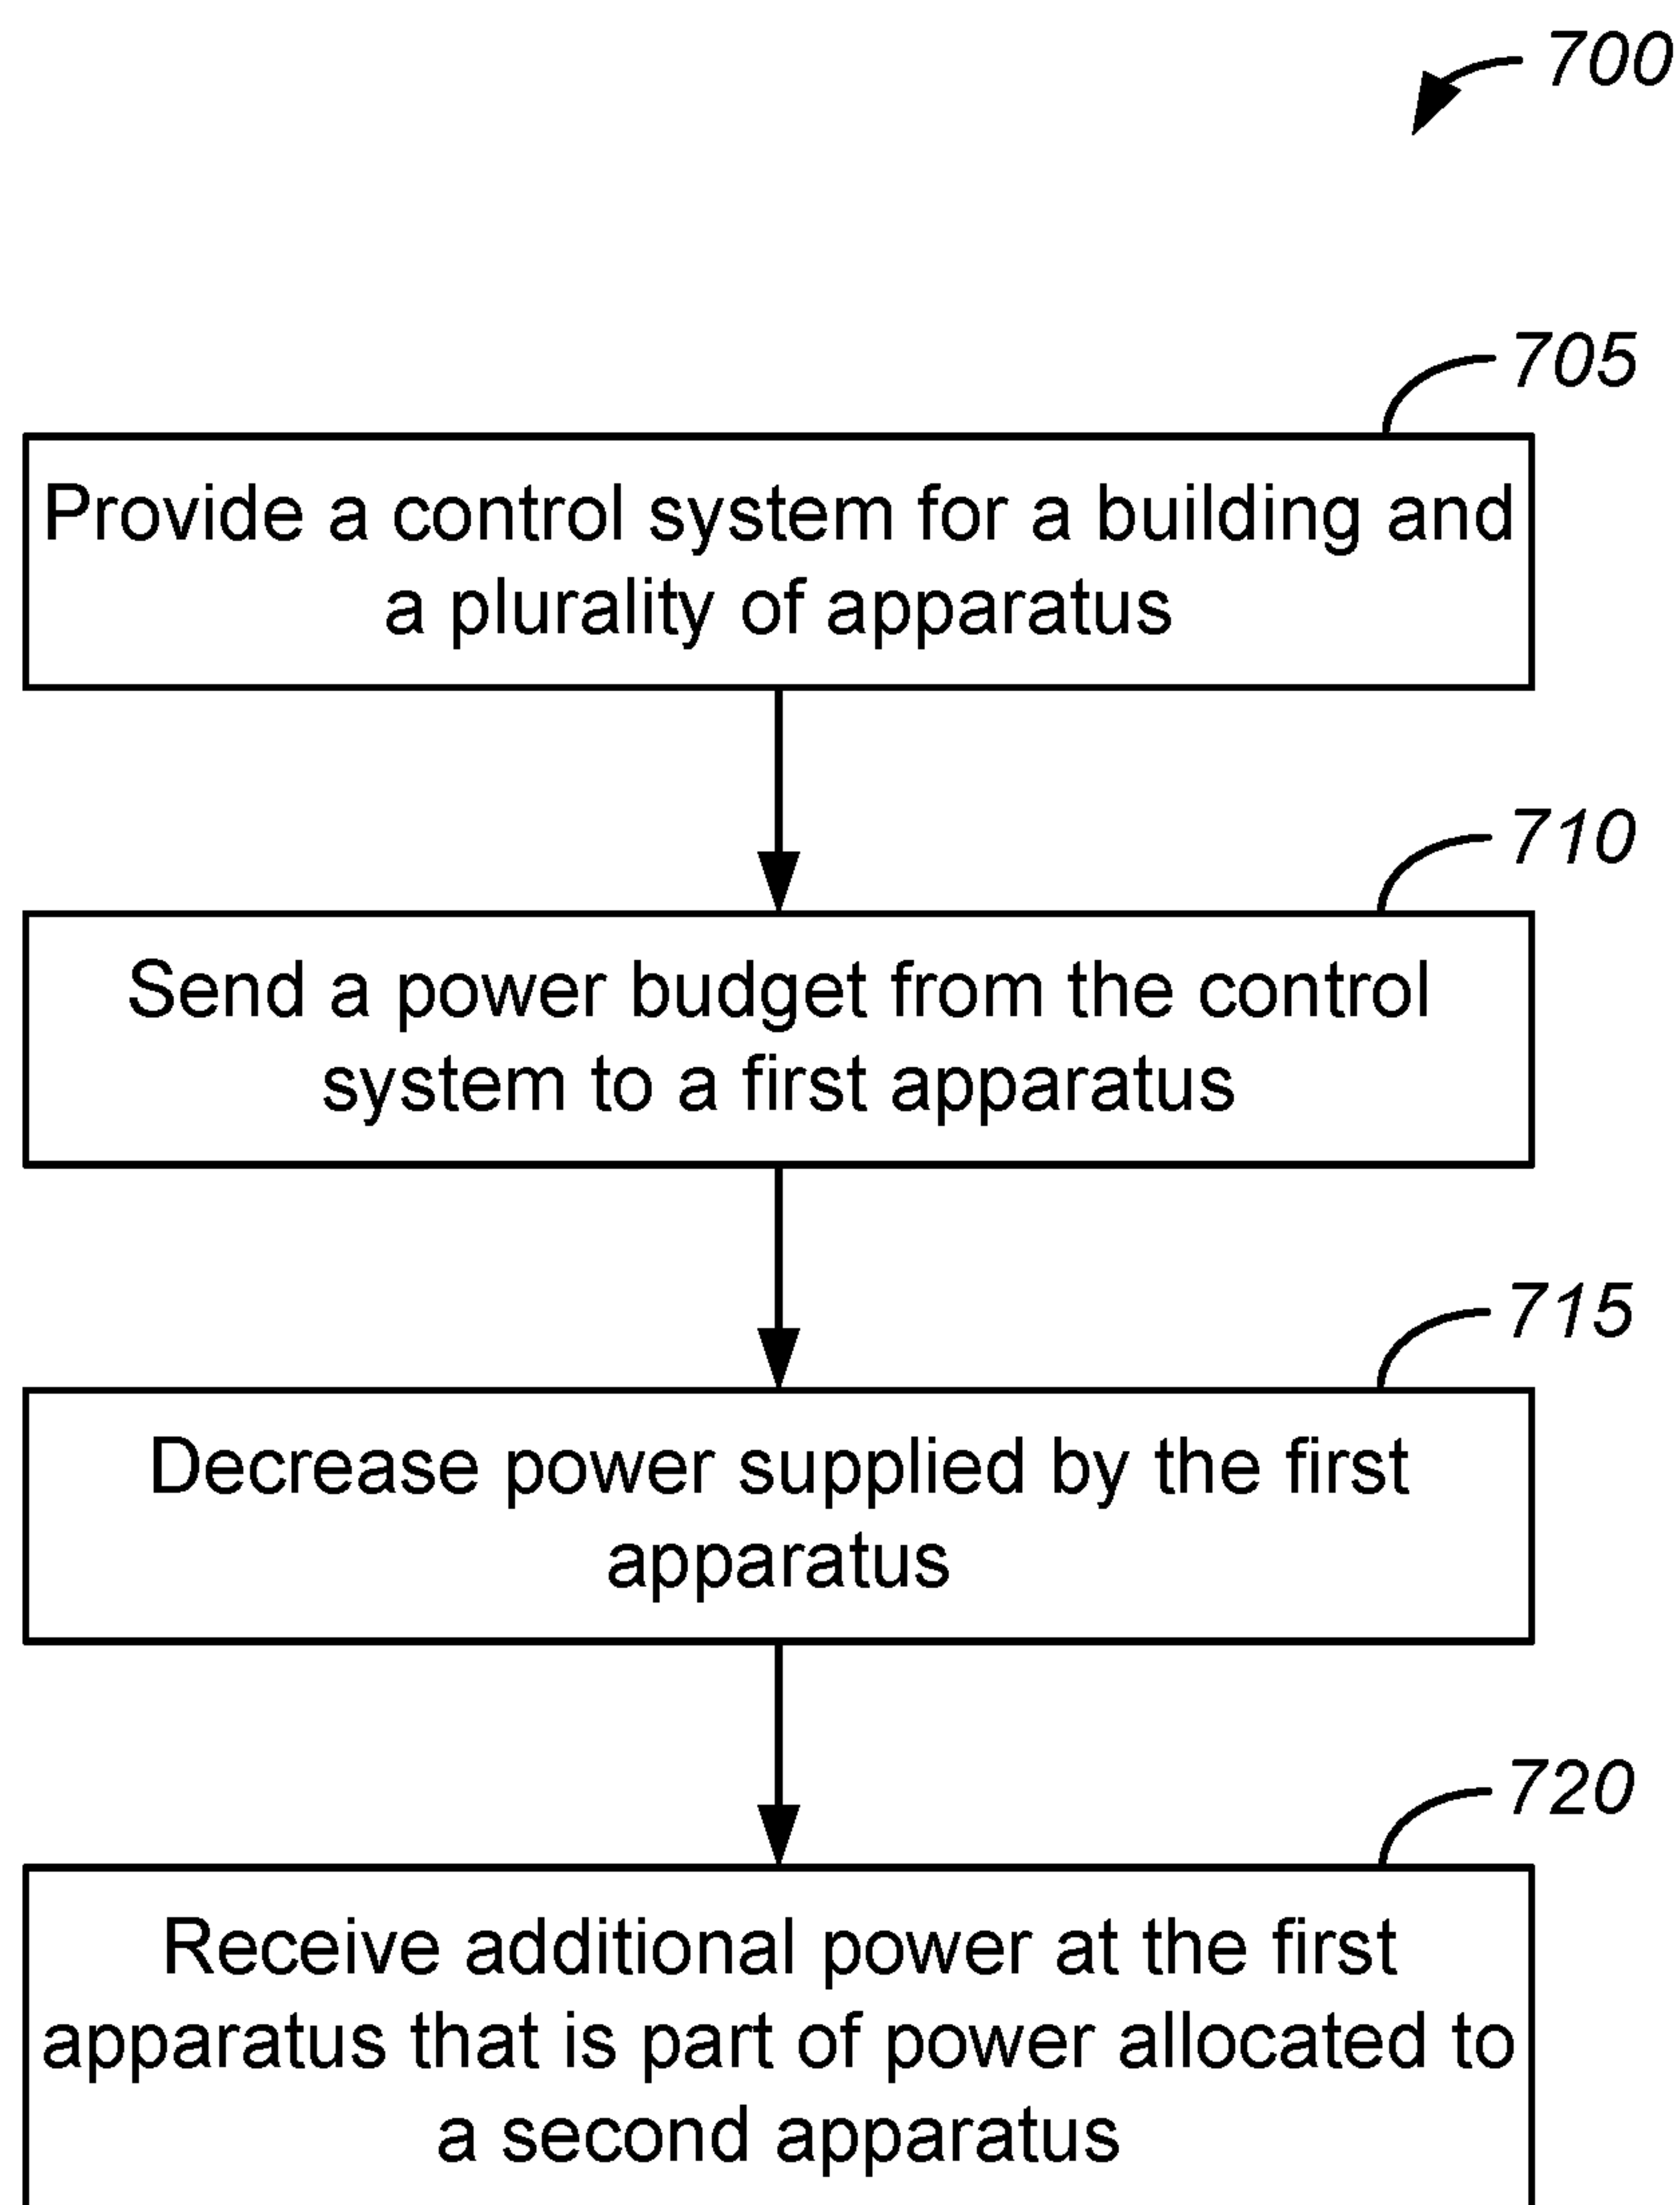 700
705
Provide a control system for a building and
a plurality of apparatus
710
Send a power budget from the control
system to a first apparatus
715
Decrease power supplied by the first
apparatus
720
Receive additional power at the first
apparatus that is part of power allocated to
a second apparatus